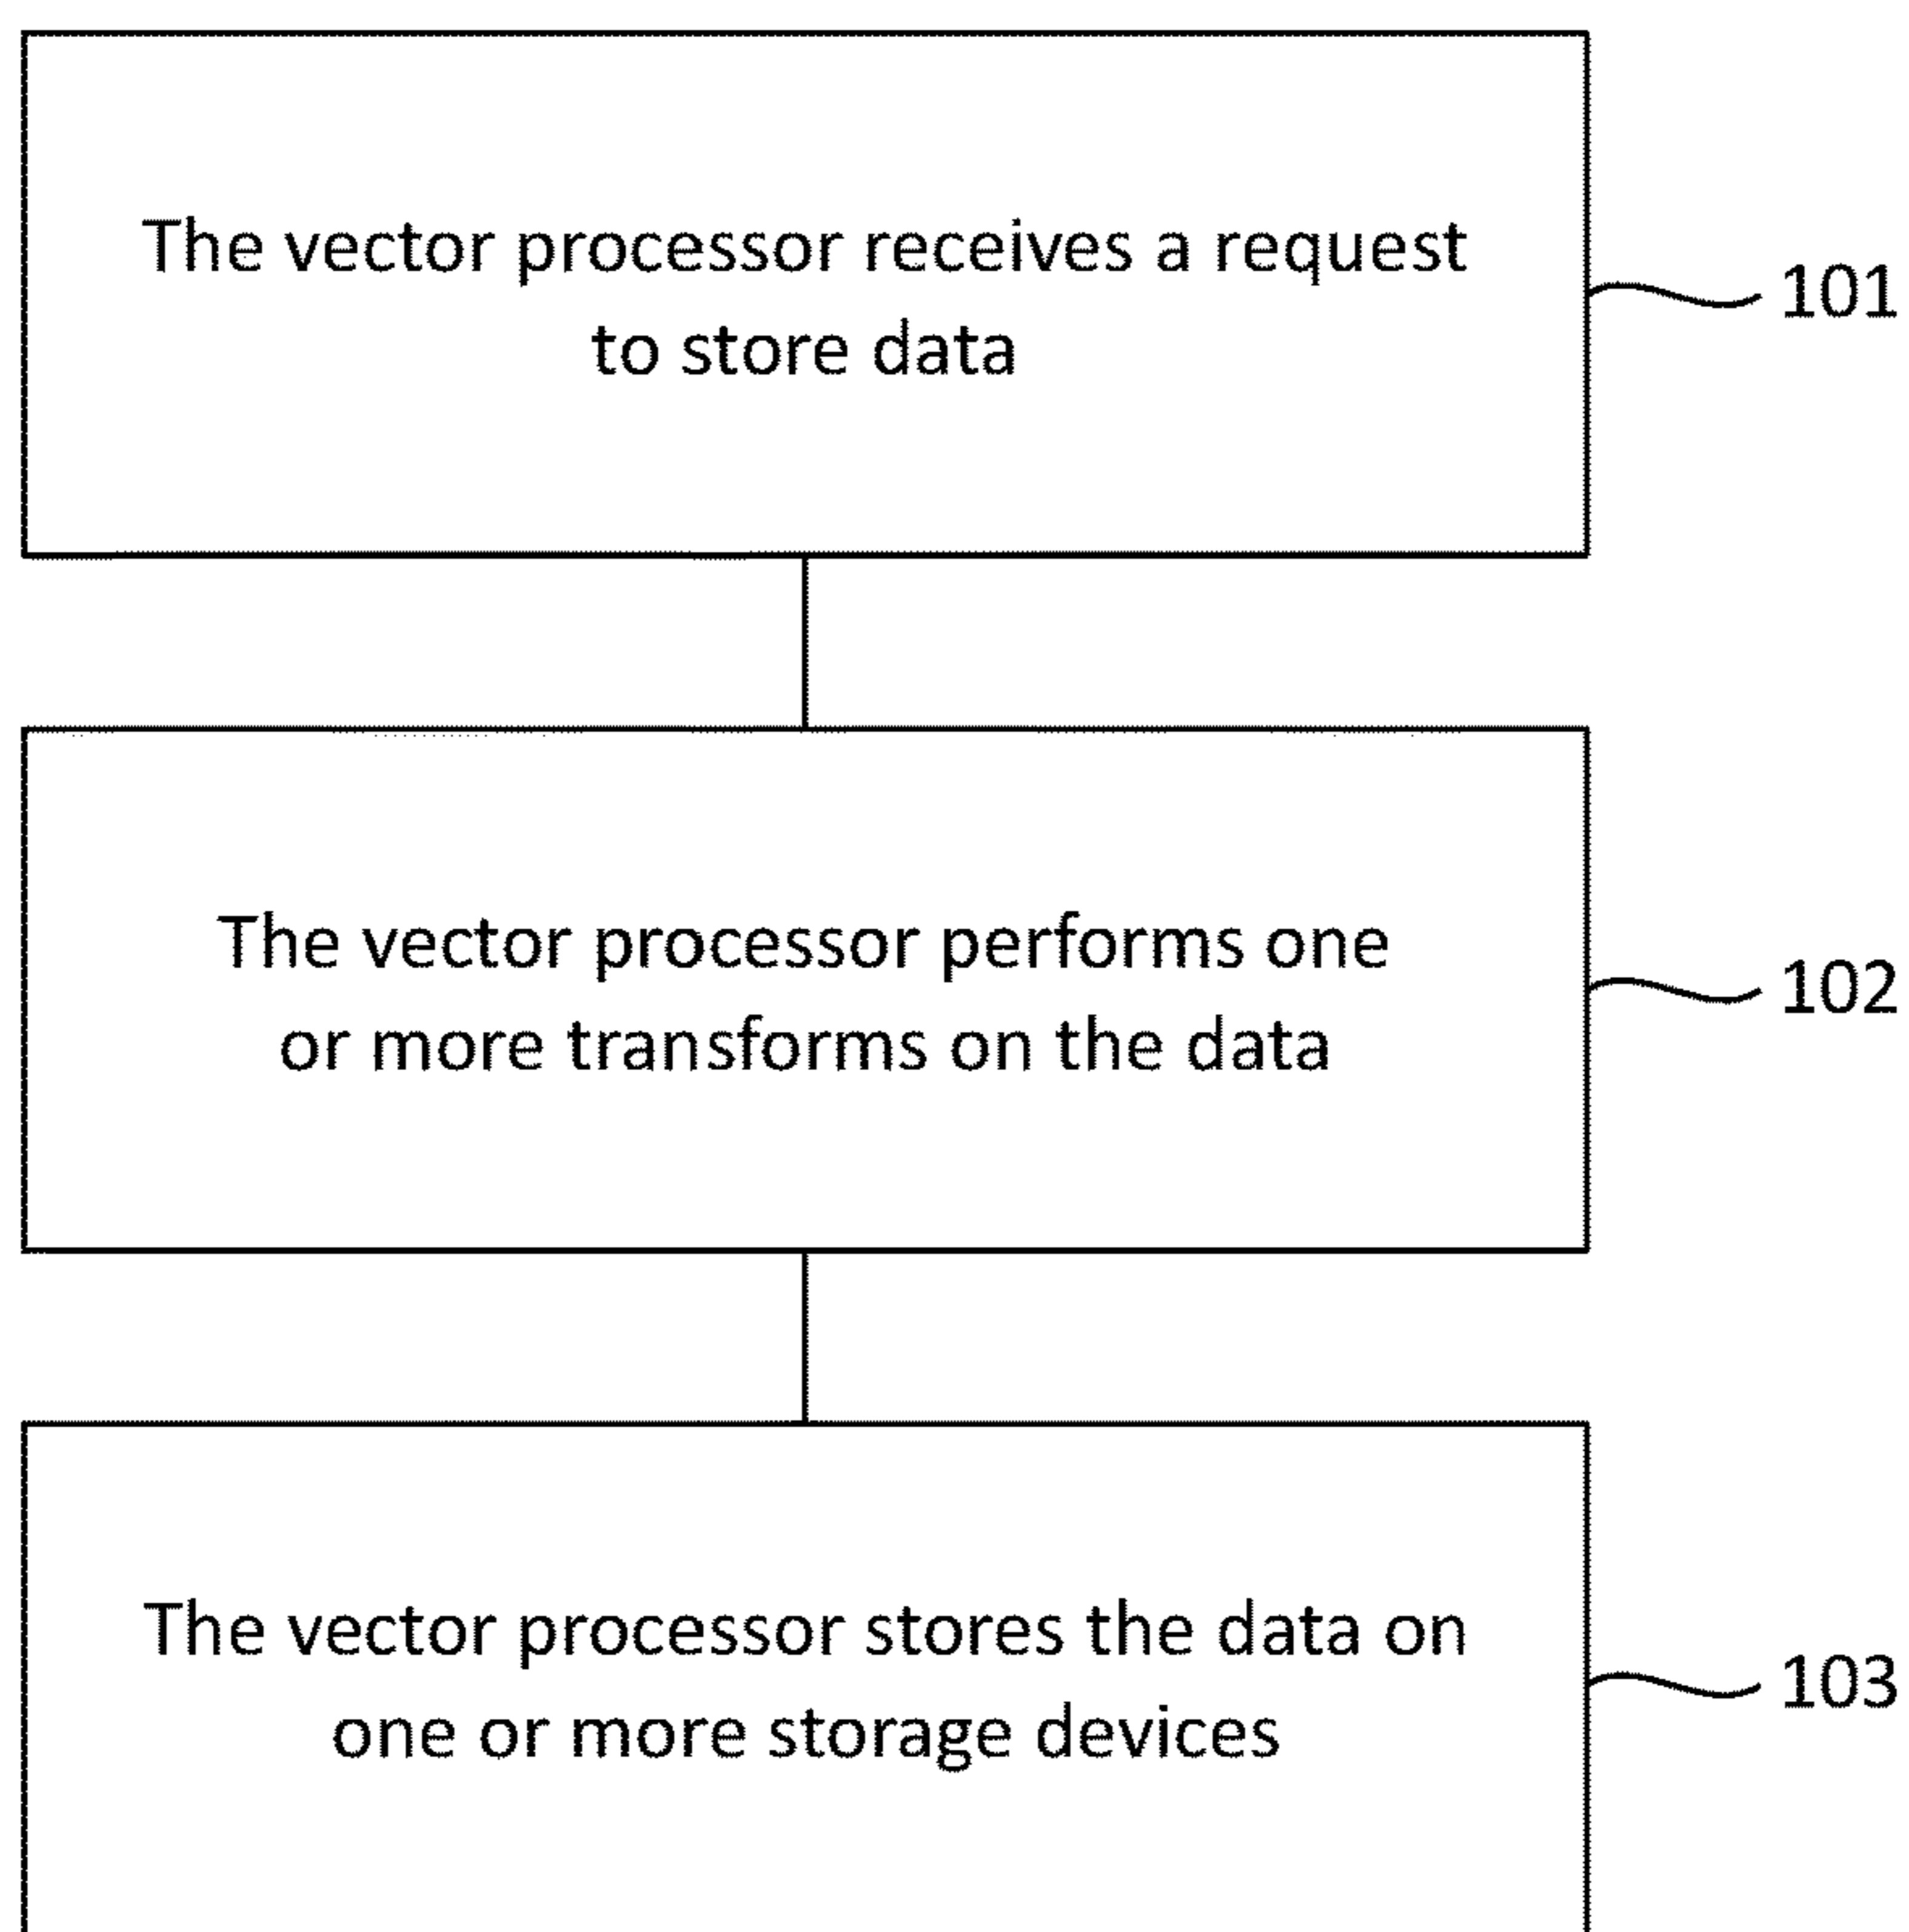 The vector processor receives a request
to store data
101
The vector processor performs one
or more transforms on the data
102
The vector processor stores the data on
one or more storage devices
103